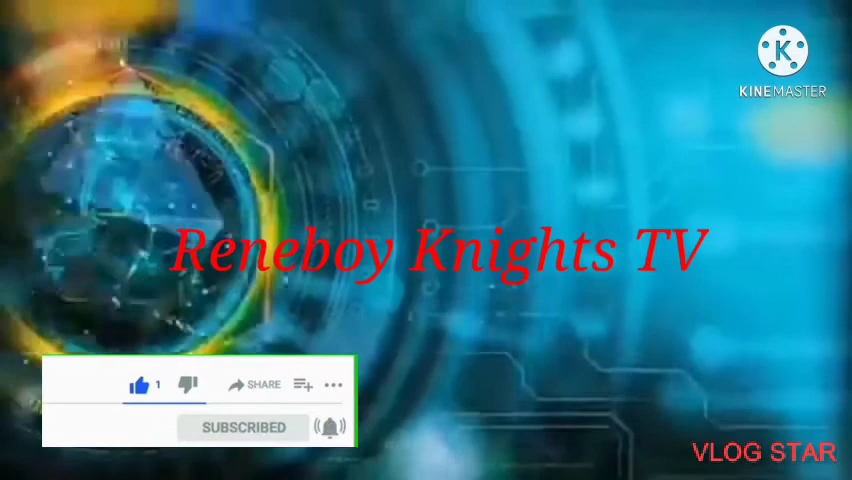 K
KINEMASTER
Reneboy Knights TV
1
SHARE
SUBSCRIBED
VLOG STAR